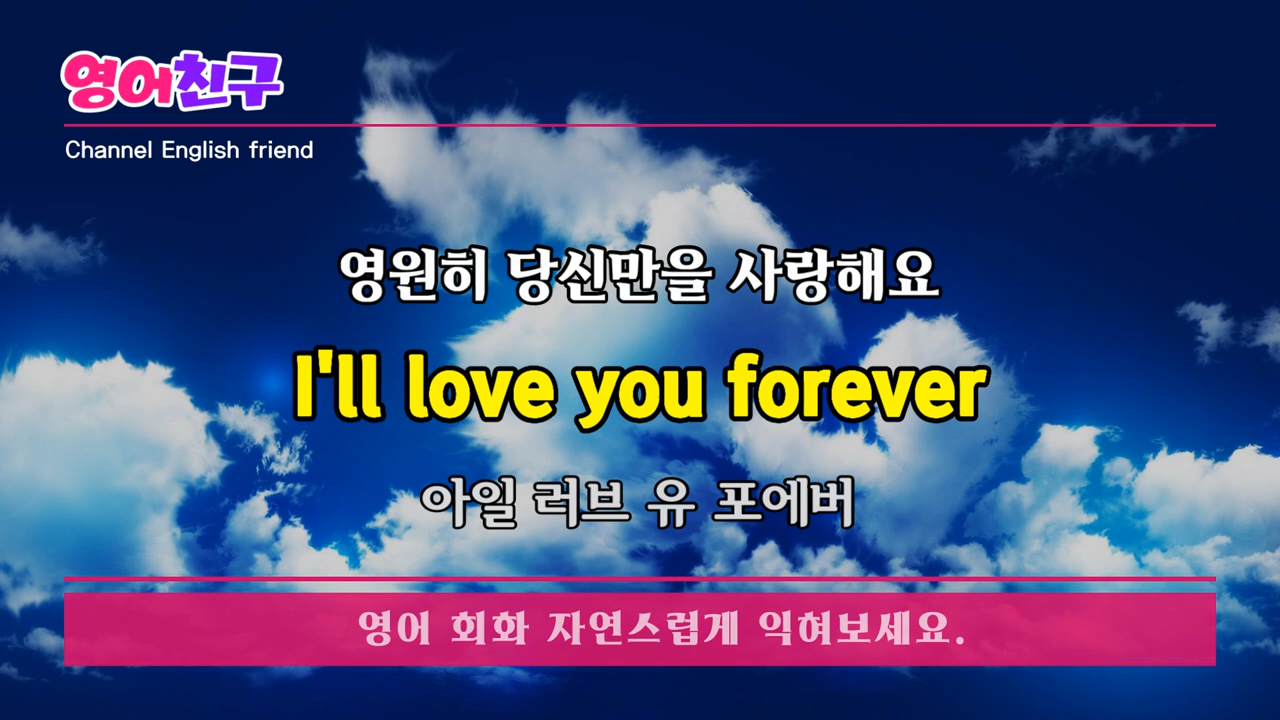 영어친구
Channel English friend
영원히 당신만을 사랑해요
I'll love you forever
아일 러브 유 포에버
영어 회화 자연스럽게 익혀보세요.